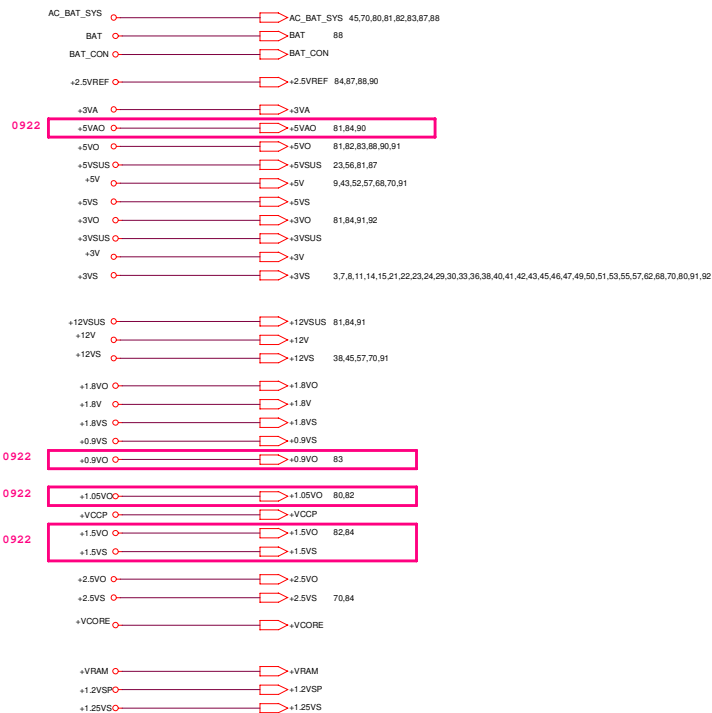 AC_BAT_SYS AC_BAT_SYS 45,70,80,81,82,83,87,88
BAT BAT 88
BAT_CON BAT_CON
+2.5VREF +2.5VREF 84,87,88,90
+3VA +3VA
0922 +5VAO +5VAO 81,84,90
+5VO +5VO 81,82,83,88,90,91
+5VSUS +5VSUS 23,56,81,87
+5V +5V 9,43,52,57,68,70,91
+5VS +5VS
+3VO +3VO 81,84,91,92
+3VSUS +3VSUS
+3V +3V
+3VS +3VS 3,7,8,11,14,15,21,22,23,24,29,30,33,36,38,40,41,42,43,45,46,47,49,50,51,53,55,57,62,68,70,80,91,92
+12VSUS +12VSUS 81,84,91
+12V +12V
+12VS +12VS 38,45,57,70,91
+1.8VO +1.8VO
+1.8V +1.8V
+1.8VS +1.8VS
+0.9VS +0.9VS
0922 +0.9VO +0.9VO 83
0922 +1.05VO +1.05VO 80,82
+VCCP +VCCP
0922 +1.5VO +1.5VO 82,84
+1.5VS +1.5VS
+2.5VO +2.5VO
+2.5VS +2.5VS 70,84
+VCORE +VCORE
+VRAM +VRAM
+1.2VSP +1.2VSP
+1.25VS +1.25VS